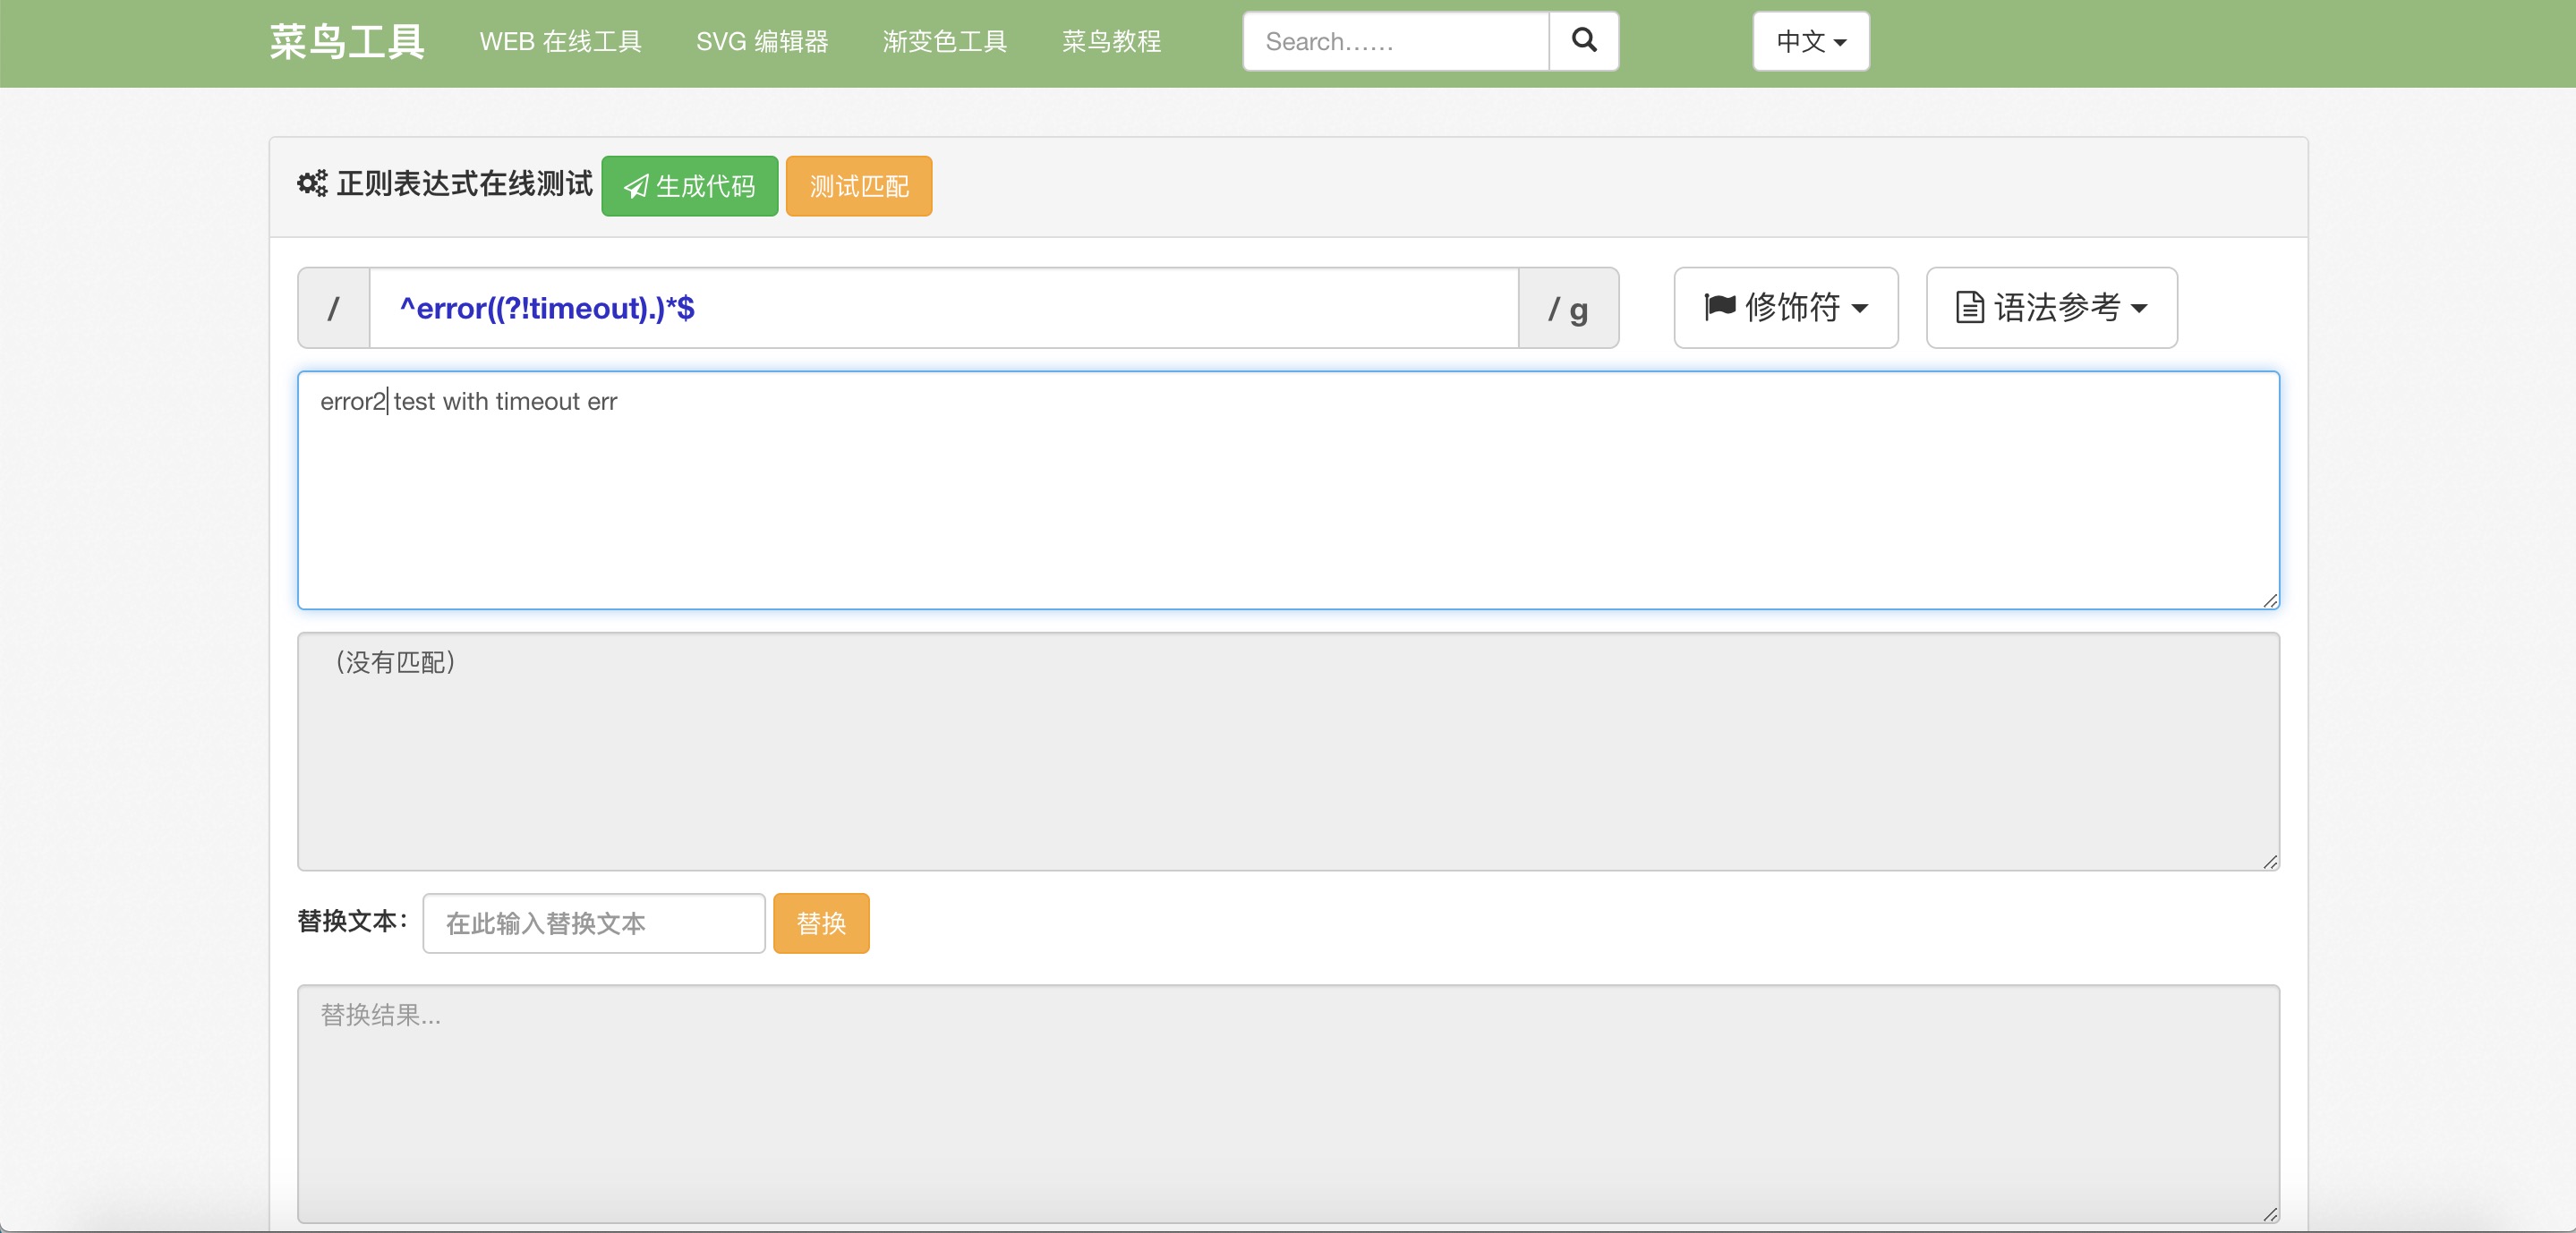 菜鸟工具 WEB 在线工具 SVG 编辑器 渐变色工具 菜鸟教程 Search…… 中文
正则表达式在线测试 生成代码 测试匹配
/ ^error((?!timeout).)*$ / g 修饰符 语法参考
error2 test with timeout err
（没有匹配）
替换文本： 在此输入替换文本 替换
替换结果...